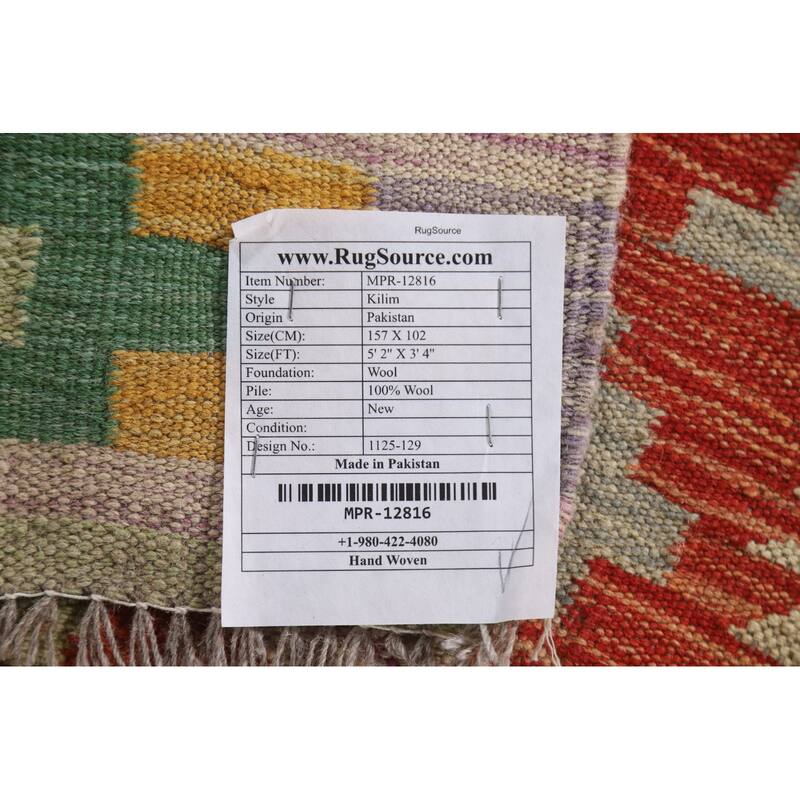 RugSource
www.RugSource.com
Item Number: MPR-12816
Style Kilim
Origin Pakistan
Size(CM): 157 X 102
Size(FT): 5' 2" X 3' 4"
Foundation: Wool
Pile: 100% Wool
Age: New
Condition:
Design No.: 1125-129
Made in Pakistan
MPR-12816
+1-980-422-4080
Hand Woven